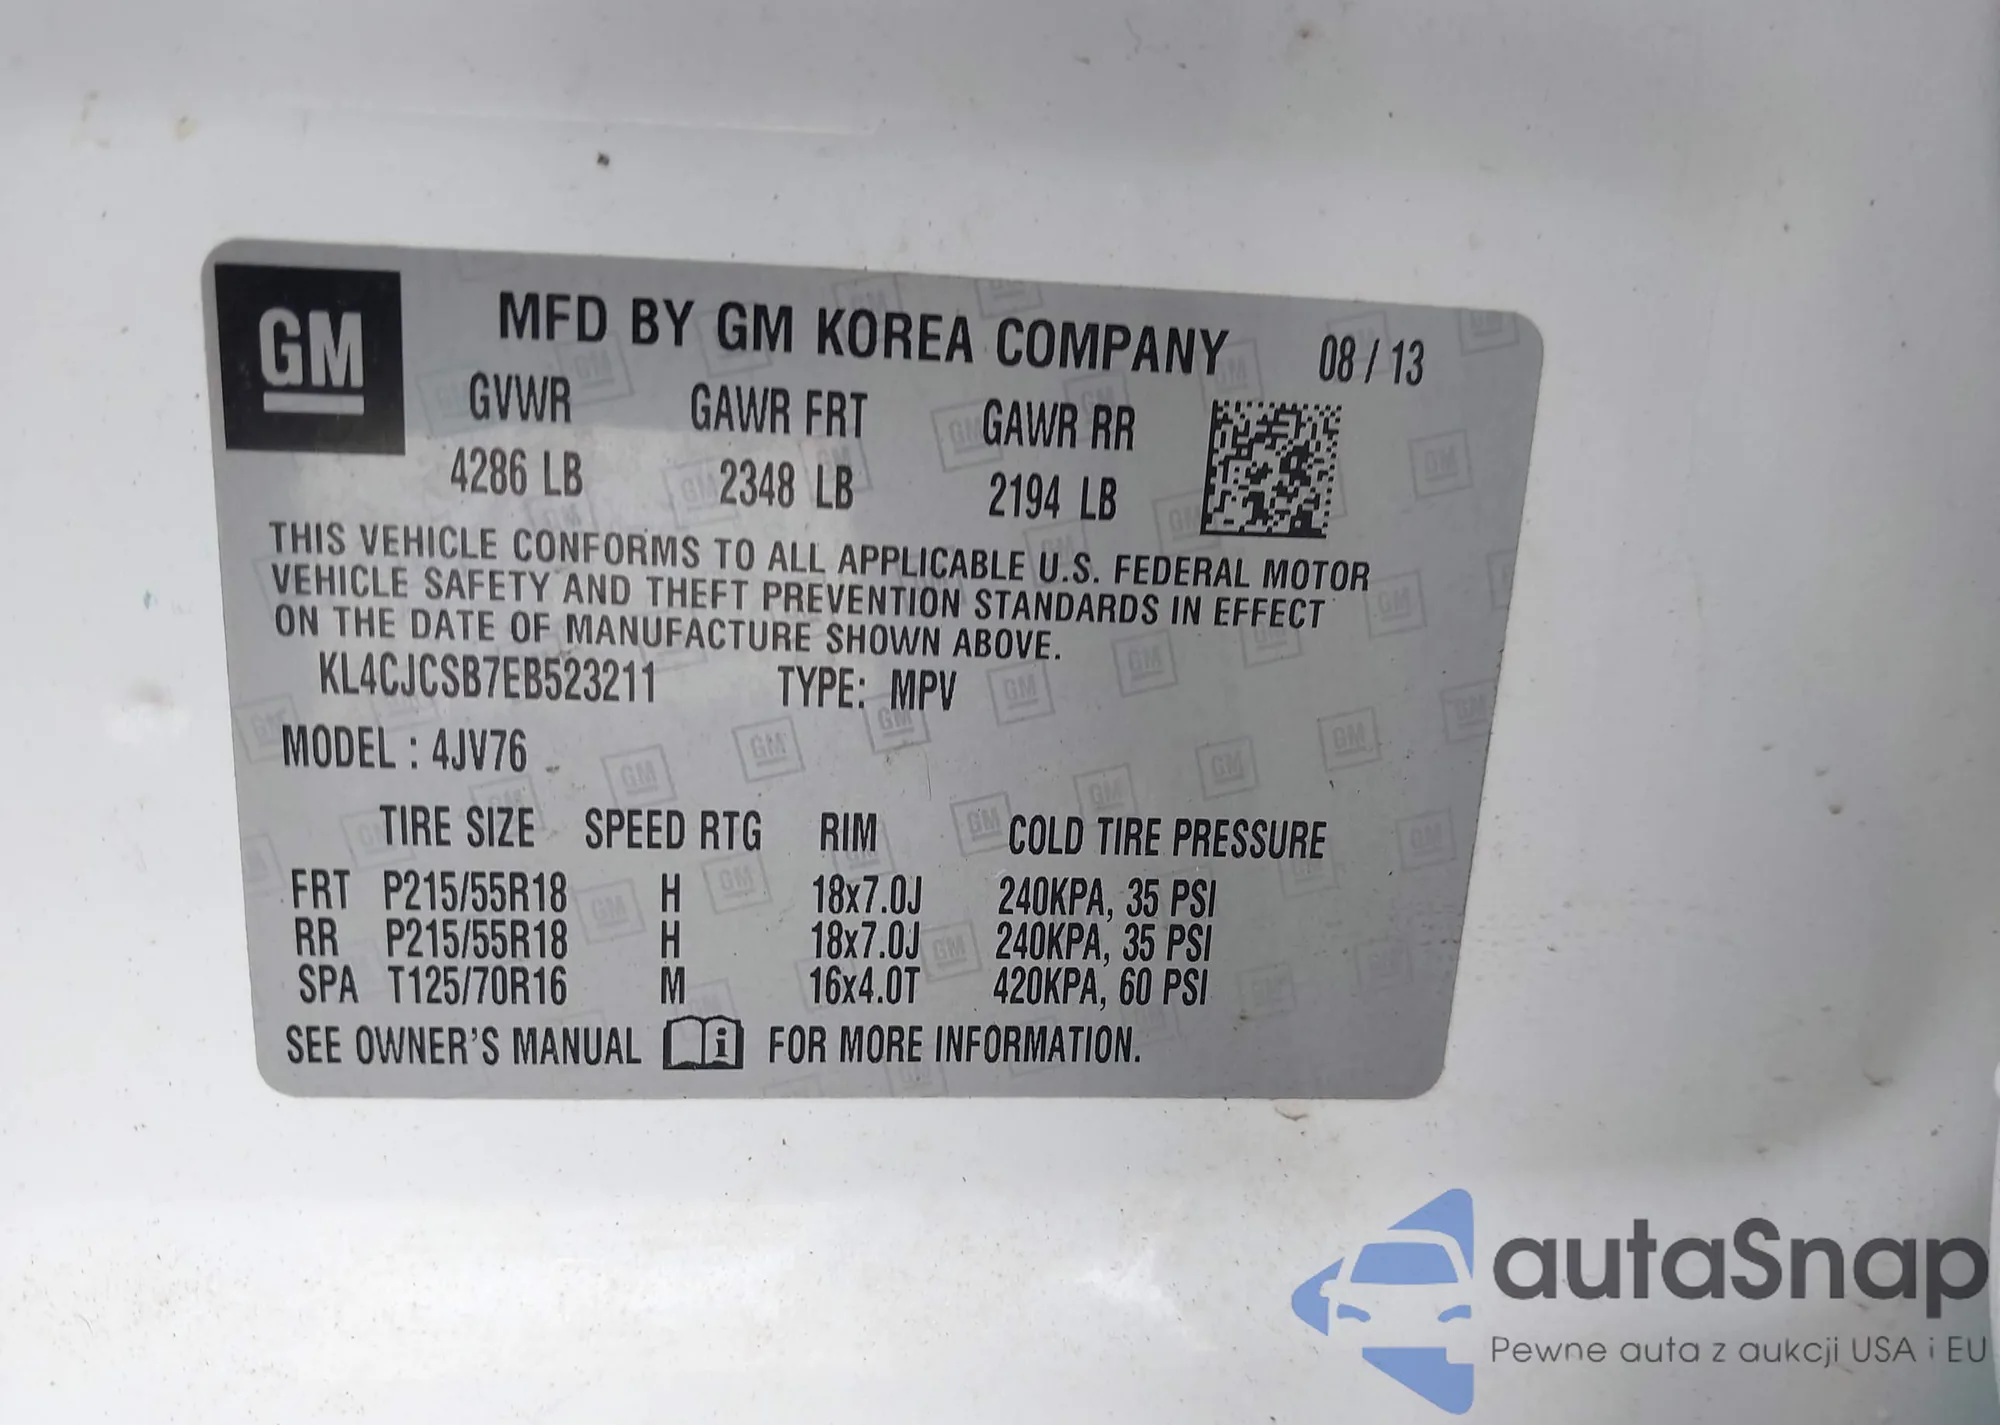 GM
MFD BY GM KOREA COMPANY 08 / 13
GVWR GAWR FRT GAWR RR
4286 LB 2348 LB 2194 LB
THIS VEHICLE CONFORMS TO ALL APPLICABLE U.S. FEDERAL MOTOR
VEHICLE SAFETY AND THEFT PREVENTION STANDARDS IN EFFECT
ON THE DATE OF MANUFACTURE SHOWN ABOVE.
KL4CJCSB7EB523211 TYPE: MPV
MODEL : 4JV76
TIRE SIZE SPEED RTG RIM COLD TIRE PRESSURE
FRT P215/55R18 H 18x7.0J 240KPA, 35 PSI
RR P215/55R18 H 18x7.0J 240KPA, 35 PSI
SPA T125/70R16 M 16x4.0T 420KPA, 60 PSI
SEE OWNER'S MANUAL i FOR MORE INFORMATION.
autaSnap
Pewne auta z aukcji USA i EU